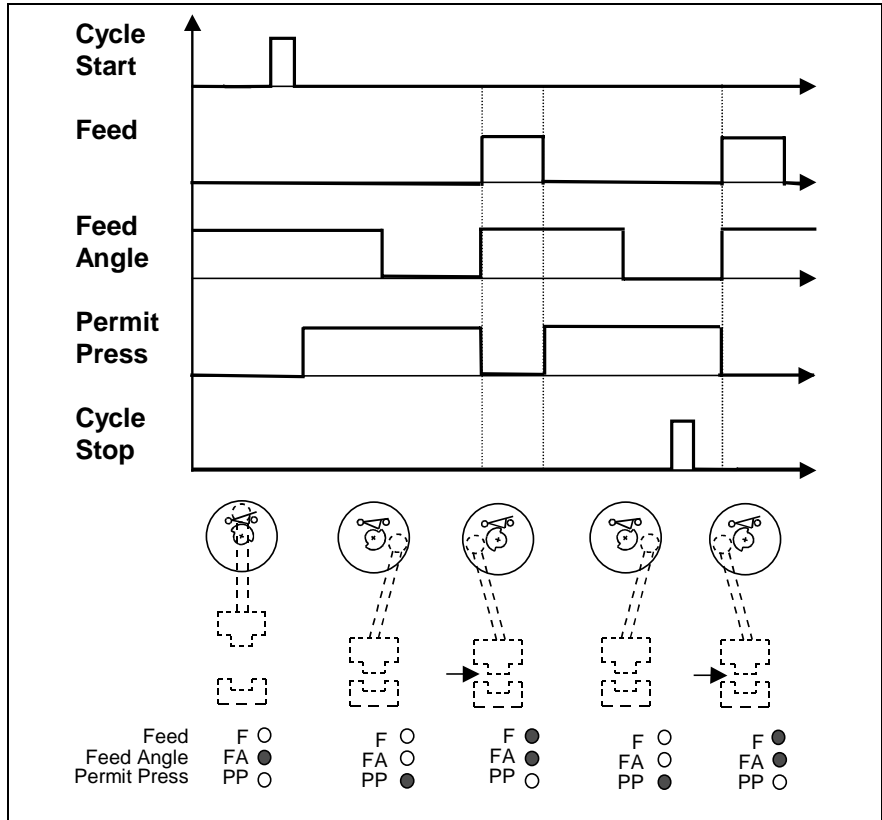 Cycle
Start
Feed
Feed
Angle
Permit
Press
Cycle
Stop
Feed F F F F F
Feed Angle FA FA FA FA FA
Permit Press PP PP PP PP PP